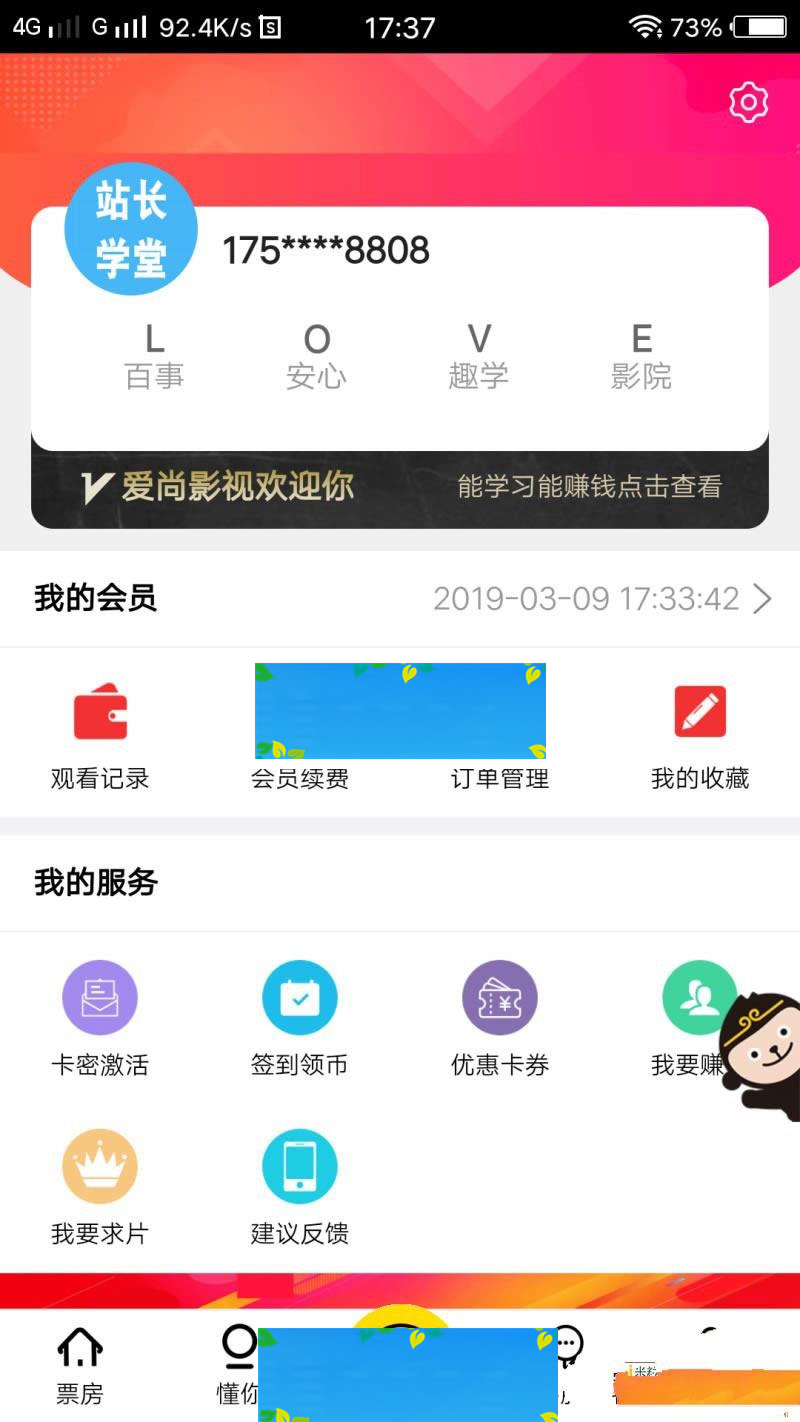 4G G 92.4K/s S 17:37 73%
站长
学堂
175****8808
L O V E
百事 安心 趣学 影院
爱尚影视欢迎你 能学习能赚钱点击查看
我的会员 2019-03-09 17:33:42
观看记录 会员续费 订单管理 我的收藏
我的服务
卡密激活 签到领币 优惠卡券 我要赚
我要求片 建议反馈
票房 懂你